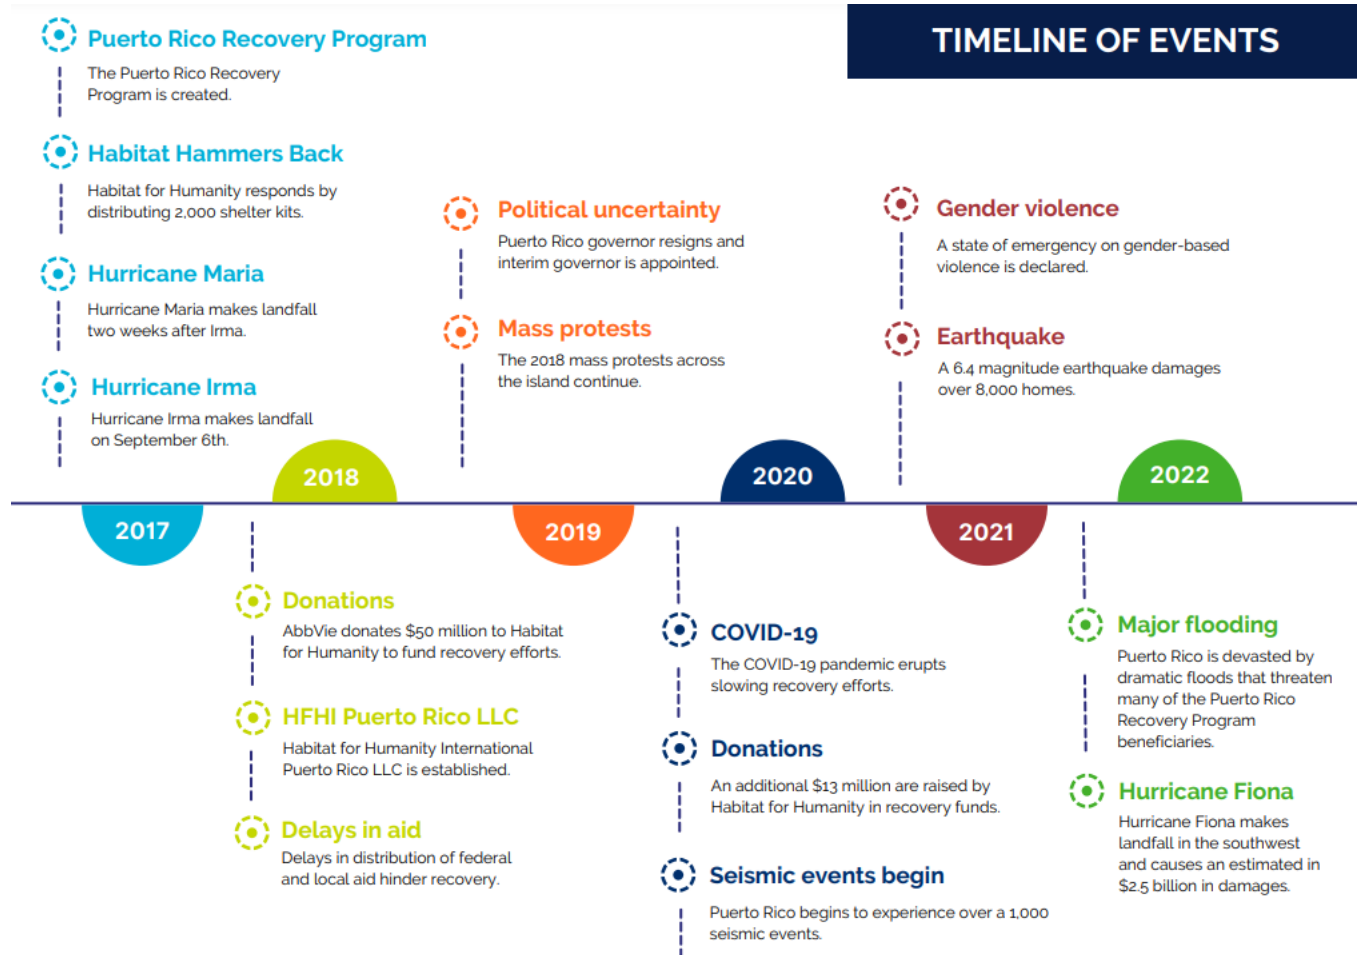 TIMELINE OF EVENTS
Puerto Rico Recovery Program
The Puerto Rico Recovery
Program is created.
Habitat Hammers Back
Habitat for Humanity responds by
distributing 2,000 shelter kits.
Hurricane Maria
Hurricane Maria makes landfall
two weeks after Irma.
Hurricane Irma
Hurricane Irma makes landfall
on September 6th.
Political uncertainty
Puerto Rico governor resigns and
interim governor is appointed.
Mass protests
The 2018 mass protests across
the island continue.
Gender violence
A state of emergency on gender-based
violence is declared.
Earthquake
A 6.4 magnitude earthquake damages
over 8,000 homes.
2017
2018
2019
2020
2021
2022
Donations
AbbVie donates $50 million to Habitat
for Humanity to fund recovery efforts.
HFHI Puerto Rico LLC
Habitat for Humanity International
Puerto Rico LLC is established.
Delays in aid
Delays in distribution of federal
and local aid hinder recovery.
COVID-19
The COVID-19 pandemic erupts
slowing recovery efforts.
Donations
An additional $13 million are raised by
Habitat for Humanity in recovery funds.
Seismic events begin
Puerto Rico begins to experience over a 1,000
seismic events.
Major flooding
Puerto Rico is devasted by
dramatic floods that threaten
many of the Puerto Rico
Recovery Program
beneficiaries.
Hurricane Fiona
Hurricane Fiona makes
landfall in the southwest
and causes an estimated in
$2.5 billion in damages.